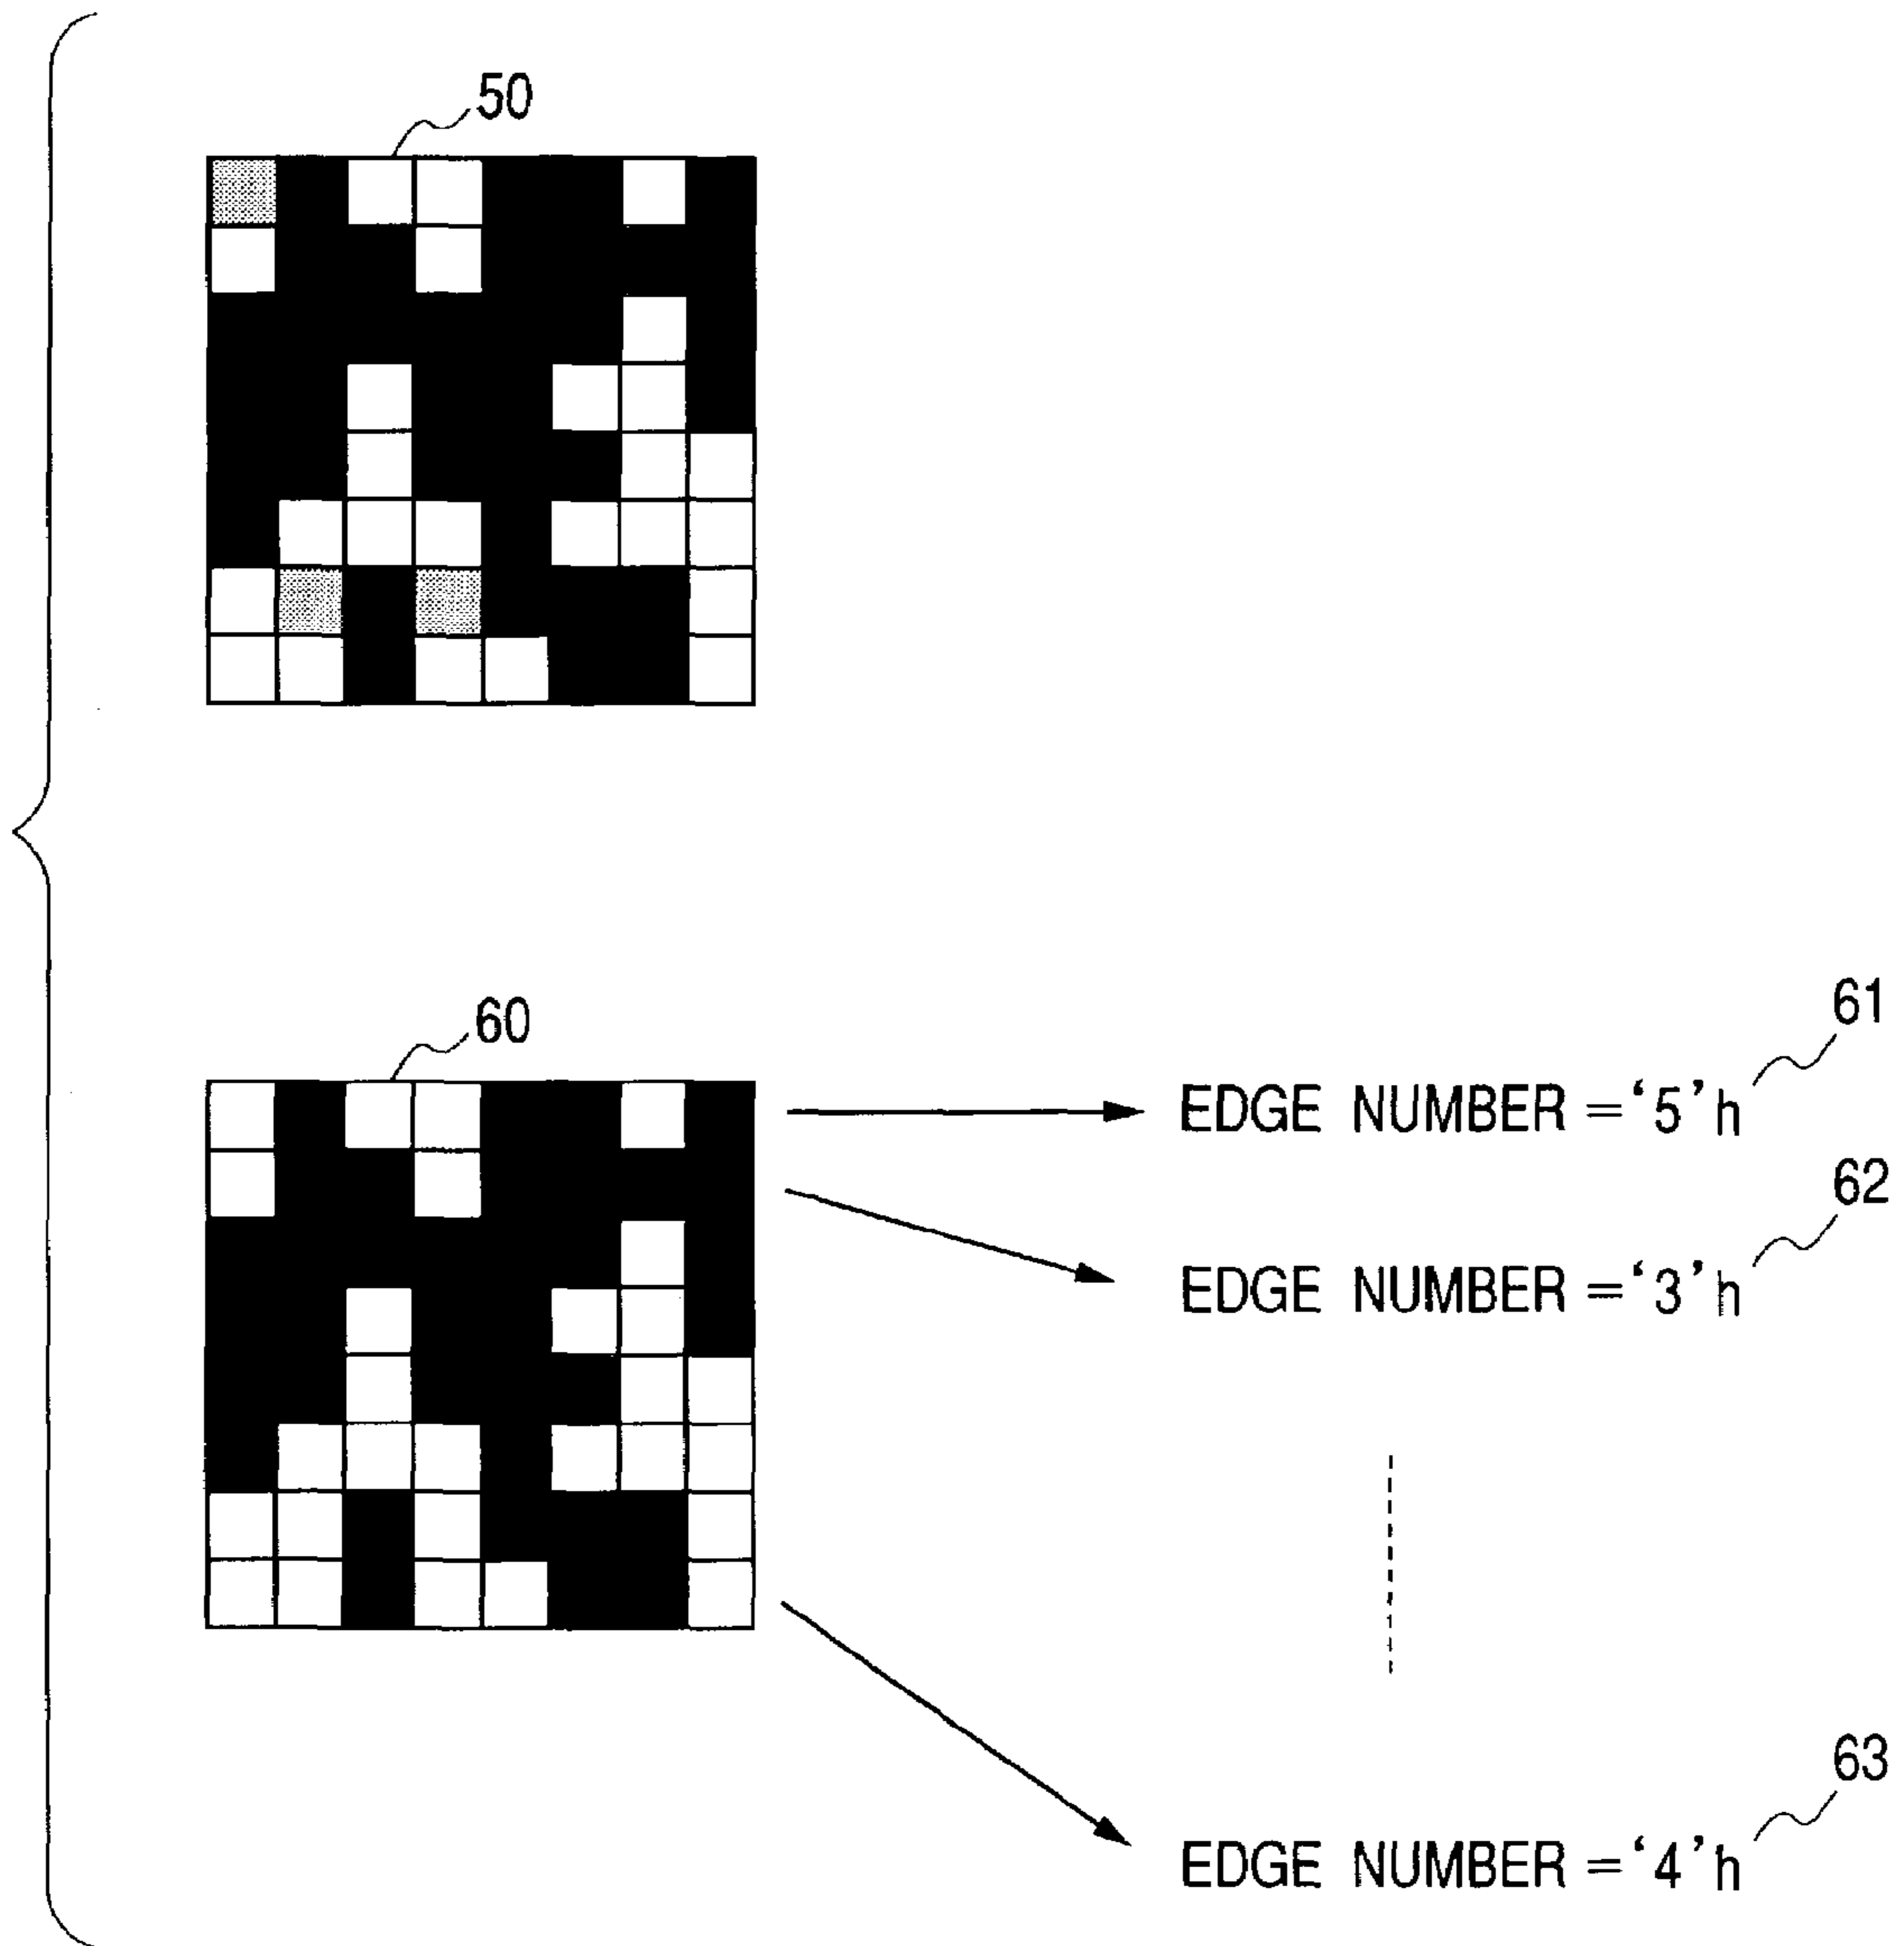 50
60
61
EDGE NUMBER ='5'h
62
EDGE NUMBER ='3'h
63
EDGE NUMBER ='4'h